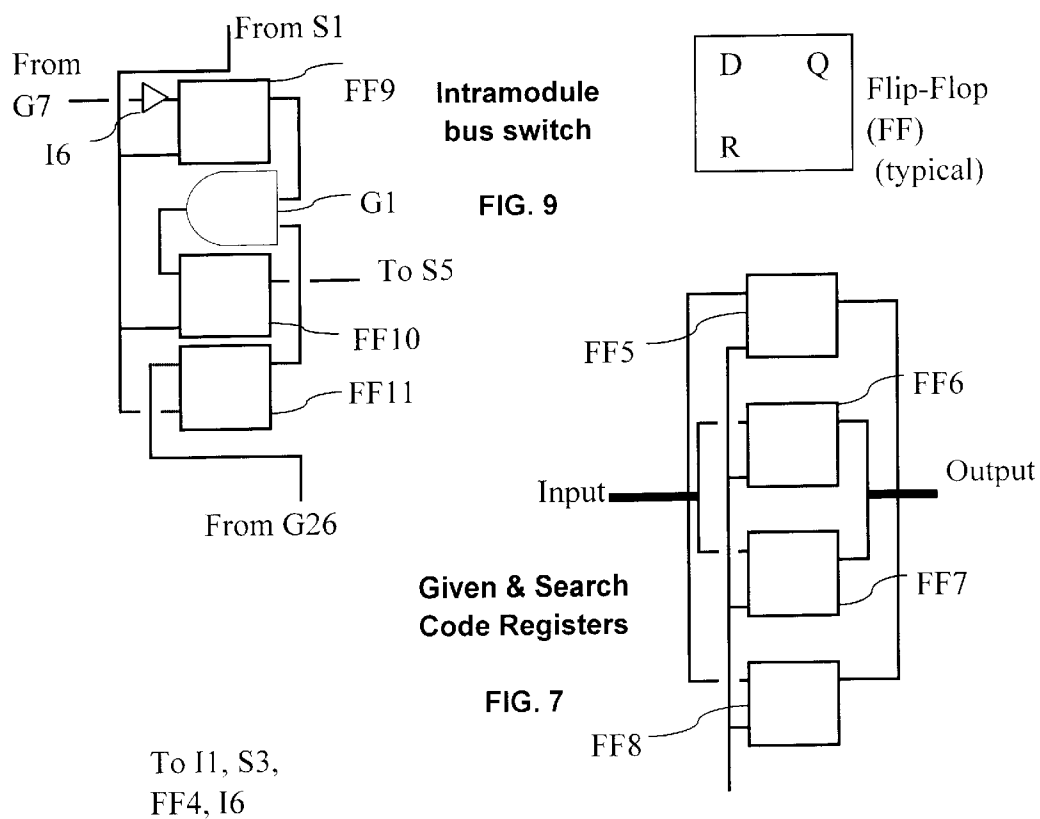 From S1
From
G7
I6
FF9
G1
To S5
FF10
FF11
From G26
Intramodule
bus switch
FIG. 9
D Q
R
Flip-Flop
(FF)
(typical)
FF5
FF6
Input
Output
FF7
FF8
Given & Search
Code Registers
FIG. 7
To I1, S3,
FF4, I6